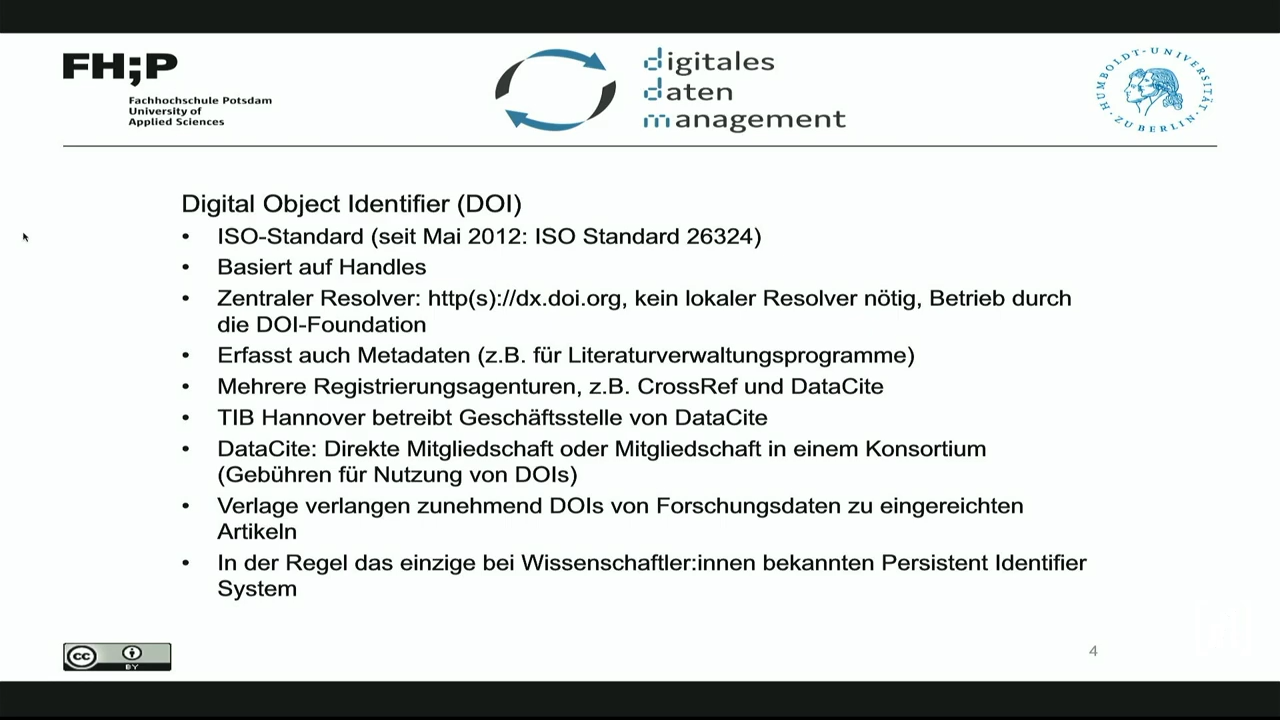 FH;P
Fachhochschule Potsdam
University of
Applied Sciences
digitales
daten
management
HUMBOLDT-UNIVERSITÄT
ZU BERLIN
Digital Object Identifier (DOI)
• ISO-Standard (seit Mai 2012: ISO Standard 26324)
• Basiert auf Handles
• Zentraler Resolver: http(s)://dx.doi.org, kein lokaler Resolver nötig, Betrieb durch
die DOI-Foundation
• Erfasst auch Metadaten (z.B. für Literaturverwaltungsprogramme)
• Mehrere Registrierungsagenturen, z.B. CrossRef und DataCite
• TIB Hannover betreibt Geschäftsstelle von DataCite
• DataCite: Direkte Mitgliedschaft oder Mitgliedschaft in einem Konsortium
(Gebühren für Nutzung von DOIs)
• Verlage verlangen zunehmend DOIs von Forschungsdaten zu eingereichten
Artikeln
• In der Regel das einzige bei Wissenschaftler:innen bekannten Persistent Identifier
System
cc
BY
4